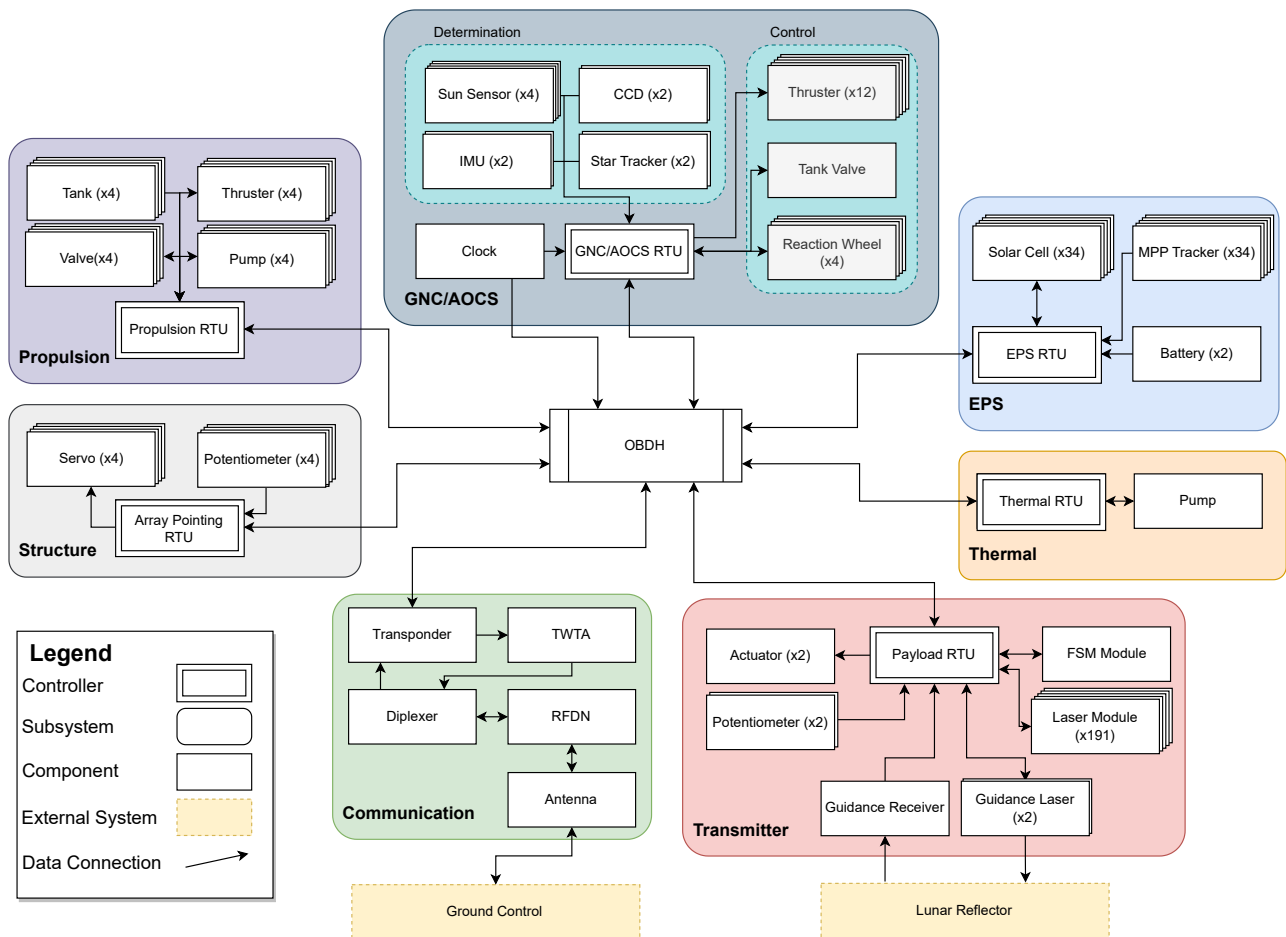 Determination
Control
Sun Sensor (x4)
CCD (x2)
Thruster (x12)
IMU (x2)
Star Tracker (x2)
Tank Valve
Clock
GNC/AOCS RTU
Reaction Wheel
(x4)
GNC/AOCS
Tank (x4)
Thruster (x4)
Valve(x4)
Pump (x4)
Propulsion RTU
Propulsion
Solar Cell (x34)
MPP Tracker (x34)
EPS RTU
Battery (x2)
EPS
OBDH
Servo (x4)
Potentiometer (x4)
Array Pointing
RTU
Structure
Thermal RTU
Pump
Thermal
Transponder
TWTA
Diplexer
RFDN
Antenna
Communication
Actuator (x2)
Payload RTU
FSM Module
Potentiometer (x2)
Laser Module
(x191)
Guidance Receiver
Guidance Laser
(x2)
Transmitter
Legend
Controller
Subsystem
Component
External System
Data Connection
Ground Control
Lunar Reflector